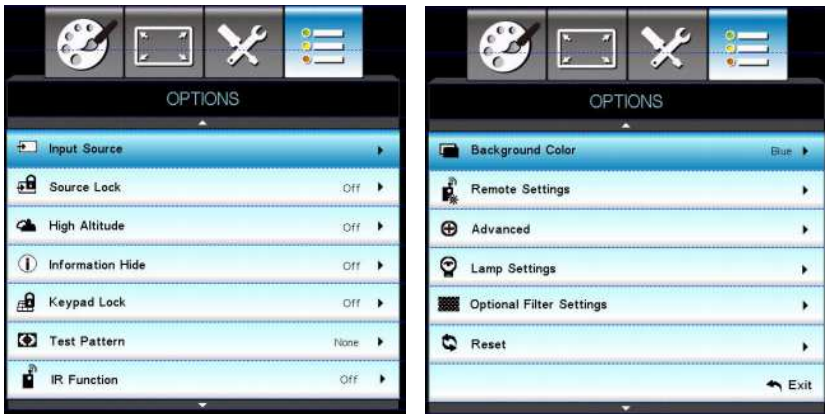 OPTIONS
Input Source
Source Lock Off
High Altitude Off
Information Hide Off
Keypad Lock Off
Test Pattern None
IR Function Off
OPTIONS
Background Color Blue
Remote Settings
Advanced
Lamp Settings
Optional Filter Settings
Reset
Exit